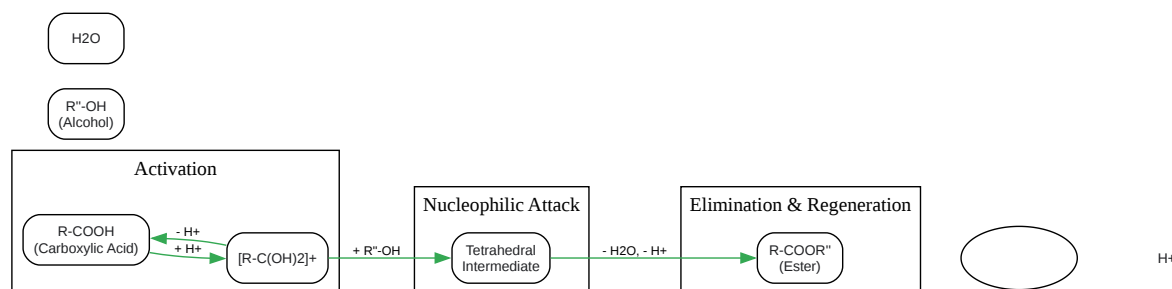 H2O
R"-OH
(Alcohol)
Activation
R-COOH
(Carboxylic Acid)
- H+
+ H+
[R-C(OH)2]+
+ R"-OH
Nucleophilic Attack
Tetrahedral
Intermediate
- H2O, - H+
Elimination & Regeneration
R-COOR"
(Ester)
H+